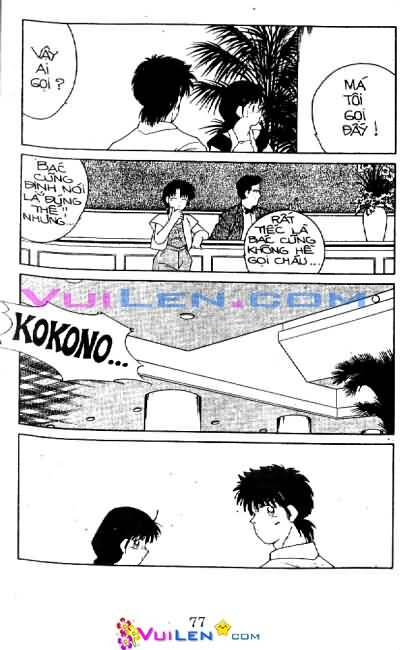 VẬY
AI
GỌI?
MÁ
TÔI
GỌI
ĐẤY!
BÁC
CŨNG
ĐỊNH NÓI
LÀ ĐỪNG
THẾ!!
NHƯNG
RẤT
TIẾC LÀ
BÁC CŨNG
KHÔNG HỀ
GỌI CHÁU...
VUILEN.COM
KOKONO...
77
VUILEN.COM